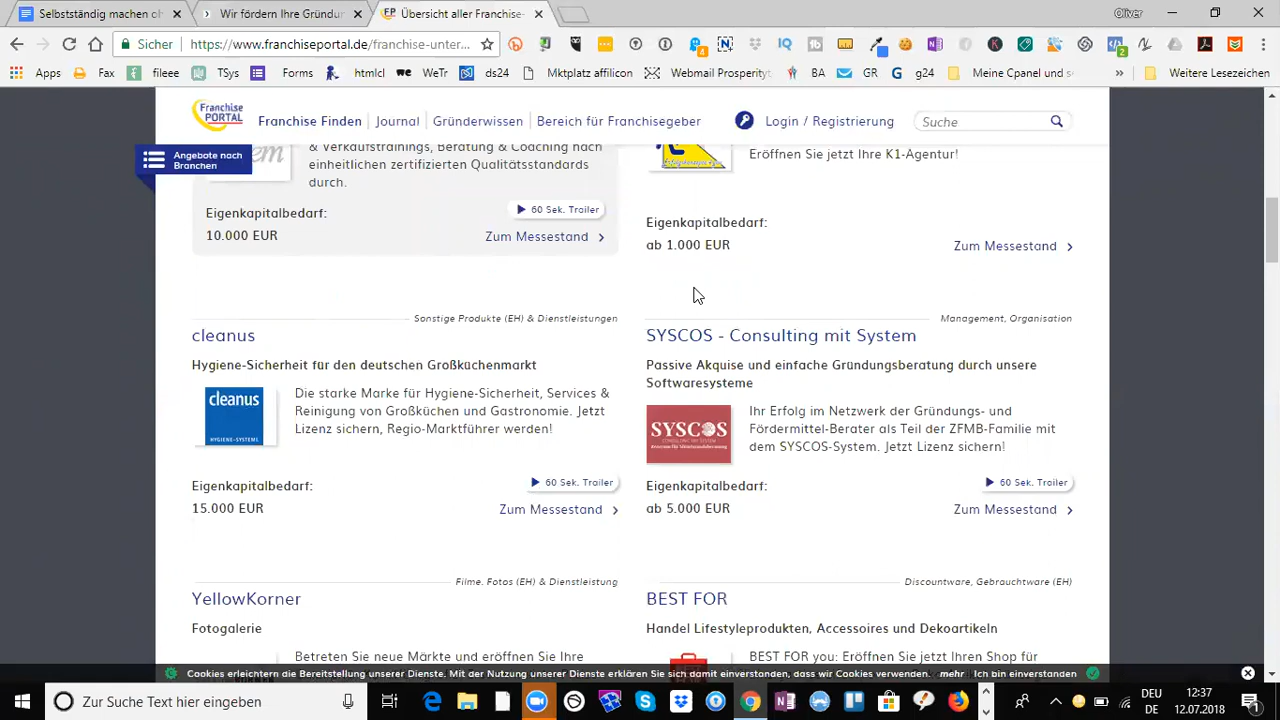 Selbstständig machen oh
Wir fördern Ihre Gründun
Übersicht aller Franchise-
Oliver
Sicher
https://www.franchiseportal.de/franchise-unter...
Apps
Fax
fileee
TSys
Forms
htmlcl
WeTr
ds24
Mktplatz affilicon
Webmail Prosperity
BA
GR
g24
Meine Cpanel und s
Weitere Lesezeichen
Franchise
PORTAL
Franchise Finden
Journal
Gründerwissen
Bereich für Franchisegeber
Login / Registrierung
Suche
Angebote nach
Branchen
& Verkaufstrainings, Beratung & Coaching nach
einheitlichen zertifizierten Qualitätsstandards
durch.
60 Sek. Trailer
Eigenkapitalbedarf:
10.000 EUR
Zum Messestand
Eröffnen Sie jetzt Ihre K1-Agentur!
Eigenkapitalbedarf:
ab 1.000 EUR
Zum Messestand
Sonstige Produkte (EH) & Dienstleistungen
cleanus
Hygiene-Sicherheit für den deutschen Großküchenmarkt
cleanus
HYGIENE-SYSTEME
Die starke Marke für Hygiene-Sicherheit, Services &
Reinigung von Großküchen und Gastronomie. Jetzt
Lizenz sichern, Regio-Marktführer werden!
60 Sek. Trailer
Eigenkapitalbedarf:
15.000 EUR
Zum Messestand
Management, Organisation
SYSCOS - Consulting mit System
Passive Akquise und einfache Gründungsberatung durch unsere
Softwaresysteme
SYSCOS
Ihr Erfolg im Netzwerk der Gründungs- und
Fördermittel-Berater als Teil der ZFMB-Familie mit
dem SYSCOS-System. Jetzt Lizenz sichern!
60 Sek. Trailer
Eigenkapitalbedarf:
ab 5.000 EUR
Zum Messestand
Filme. Fotos (EH) & Dienstleistung
YellowKorner
Fotogalerie
Betreten Sie neue Märkte und eröffnen Sie Ihre
Discountware, Gebrauchtware (EH)
BEST FOR
Handel Lifestyleprodukten, Accessoires und Dekoartikeln
BEST FOR you: Eröffnen Sie jetzt Ihren Shop für
Cookies erleichtern die Bereitstellung unserer Dienste. Mit der Nutzung unserer Dienste erklären Sie sich damit einverstanden, dass wir Cookies verwenden. mehr Ich bin einverstanden
Zur Suche Text hier eingeben
DEU
DE
12:37
12.07.2018